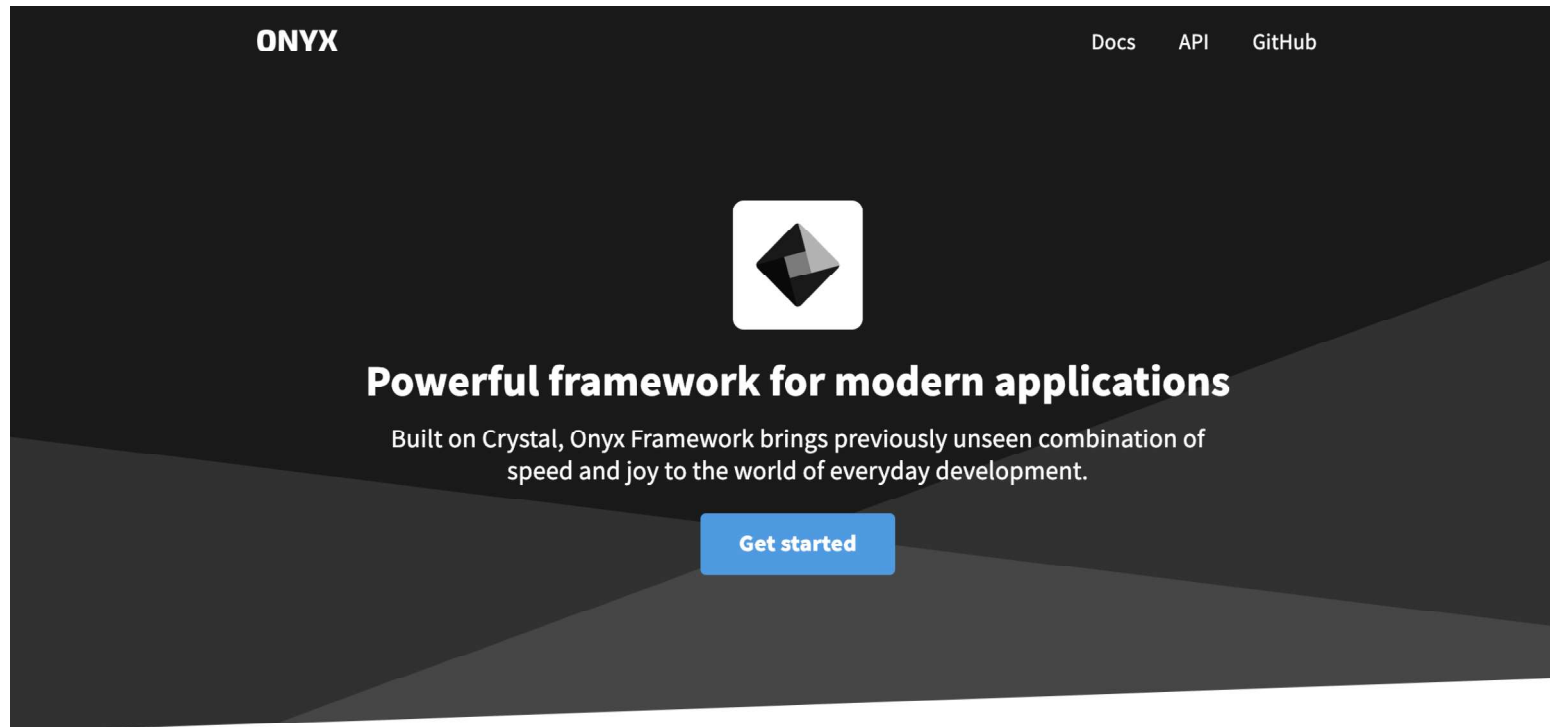 ONYX
Docs API GitHub
Powerful framework for modern applications
Built on Crystal, Onyx Framework brings previously unseen combination of
speed and joy to the world of everyday development.
Get started